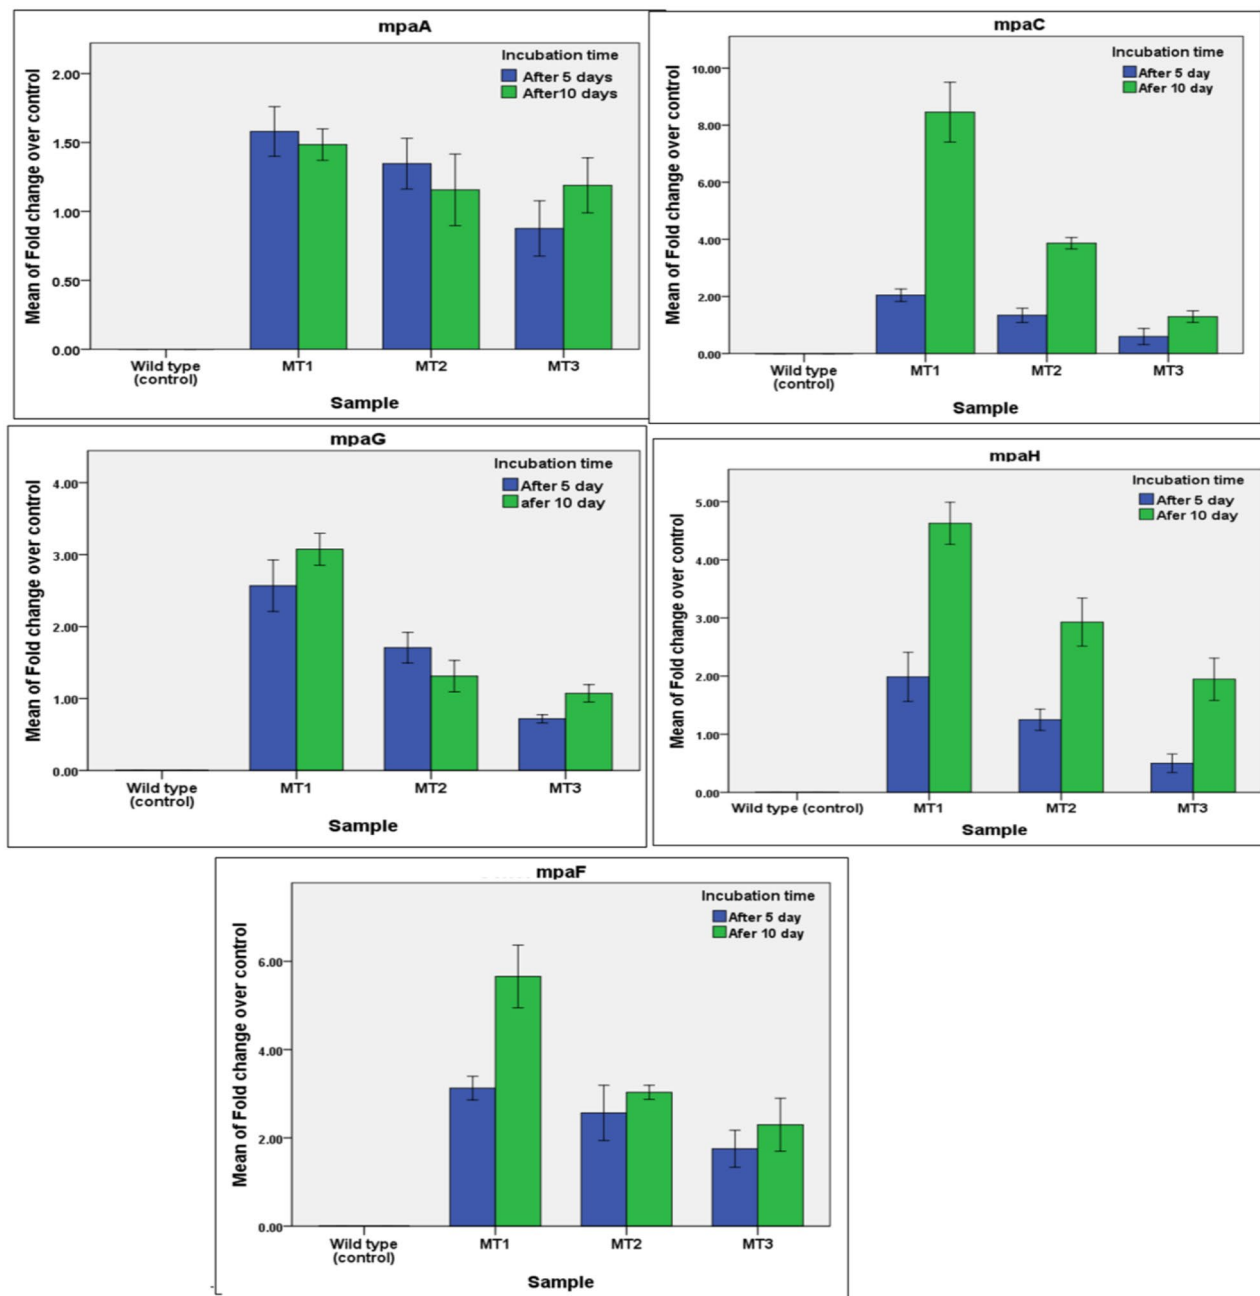 mpaA
Mean of Fold change over control
2.00
1.50
1.00
0.50
0.00
Incubation time
After 5 days
After10 days
Wild type
(control)
MT1
MT2
MT3
Sample
mpaC
Mean of Fold change over control
10.00
8.00
6.00
4.00
2.00
0.00
Incubation time
After 5 day
Afer 10 day
Wild type
(control)
MT1
MT2
MT3
Sample
mpaG
Mean of Fold change over control
4.00
3.00
2.00
1.00
0.00
Incubation time
After 5 day
afer 10 day
Wild type
(control)
MT1
MT2
MT3
Sample
mpaH
Mean of Fold change over control
5.00
4.00
3.00
2.00
1.00
0.00
Incubation time
After 5 day
Afer 10 day
Wild type (control)
MT1
MT2
MT3
Sample
mpaF
Mean of Fold change over control
6.00
4.00
2.00
0.00
Incubation time
After 5 day
Afer 10 day
Wild type
(control)
MT1
MT2
MT3
Sample